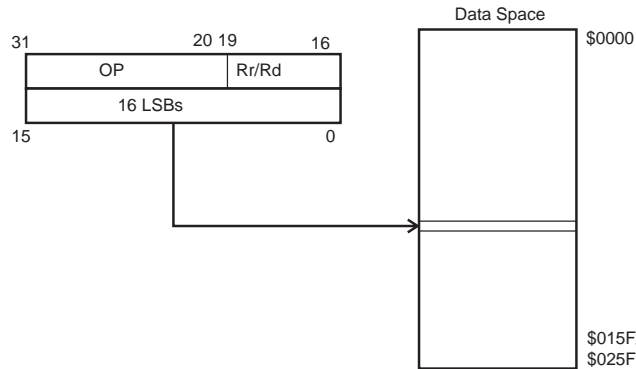 Data Space
31 20 19 16 $0000
OP Rr/Rd
16 LSBs
15 0
$015F
$025F